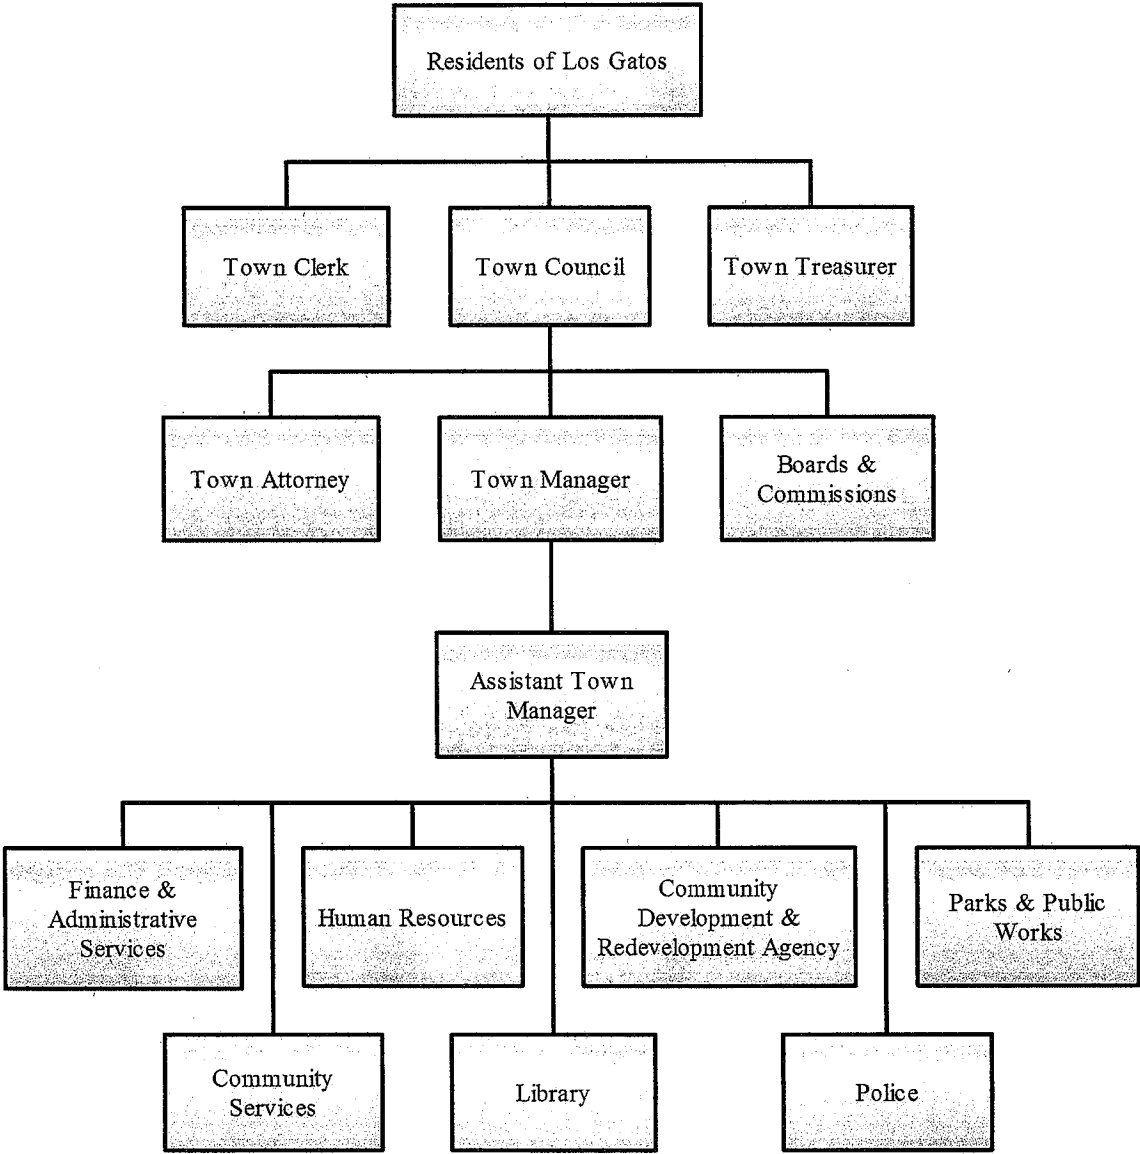 Residents of Los Gatos
Town Clerk
Town Council
Town Treasurer
Town Attorney
Town Manager
Boards &
Commissions
Assistant Town
Manager
Finance &
Administrative
Services
Human Resources
Community
Development &
Redevelopment Agency
Parks & Public
Works
Community
Services
Library
Police